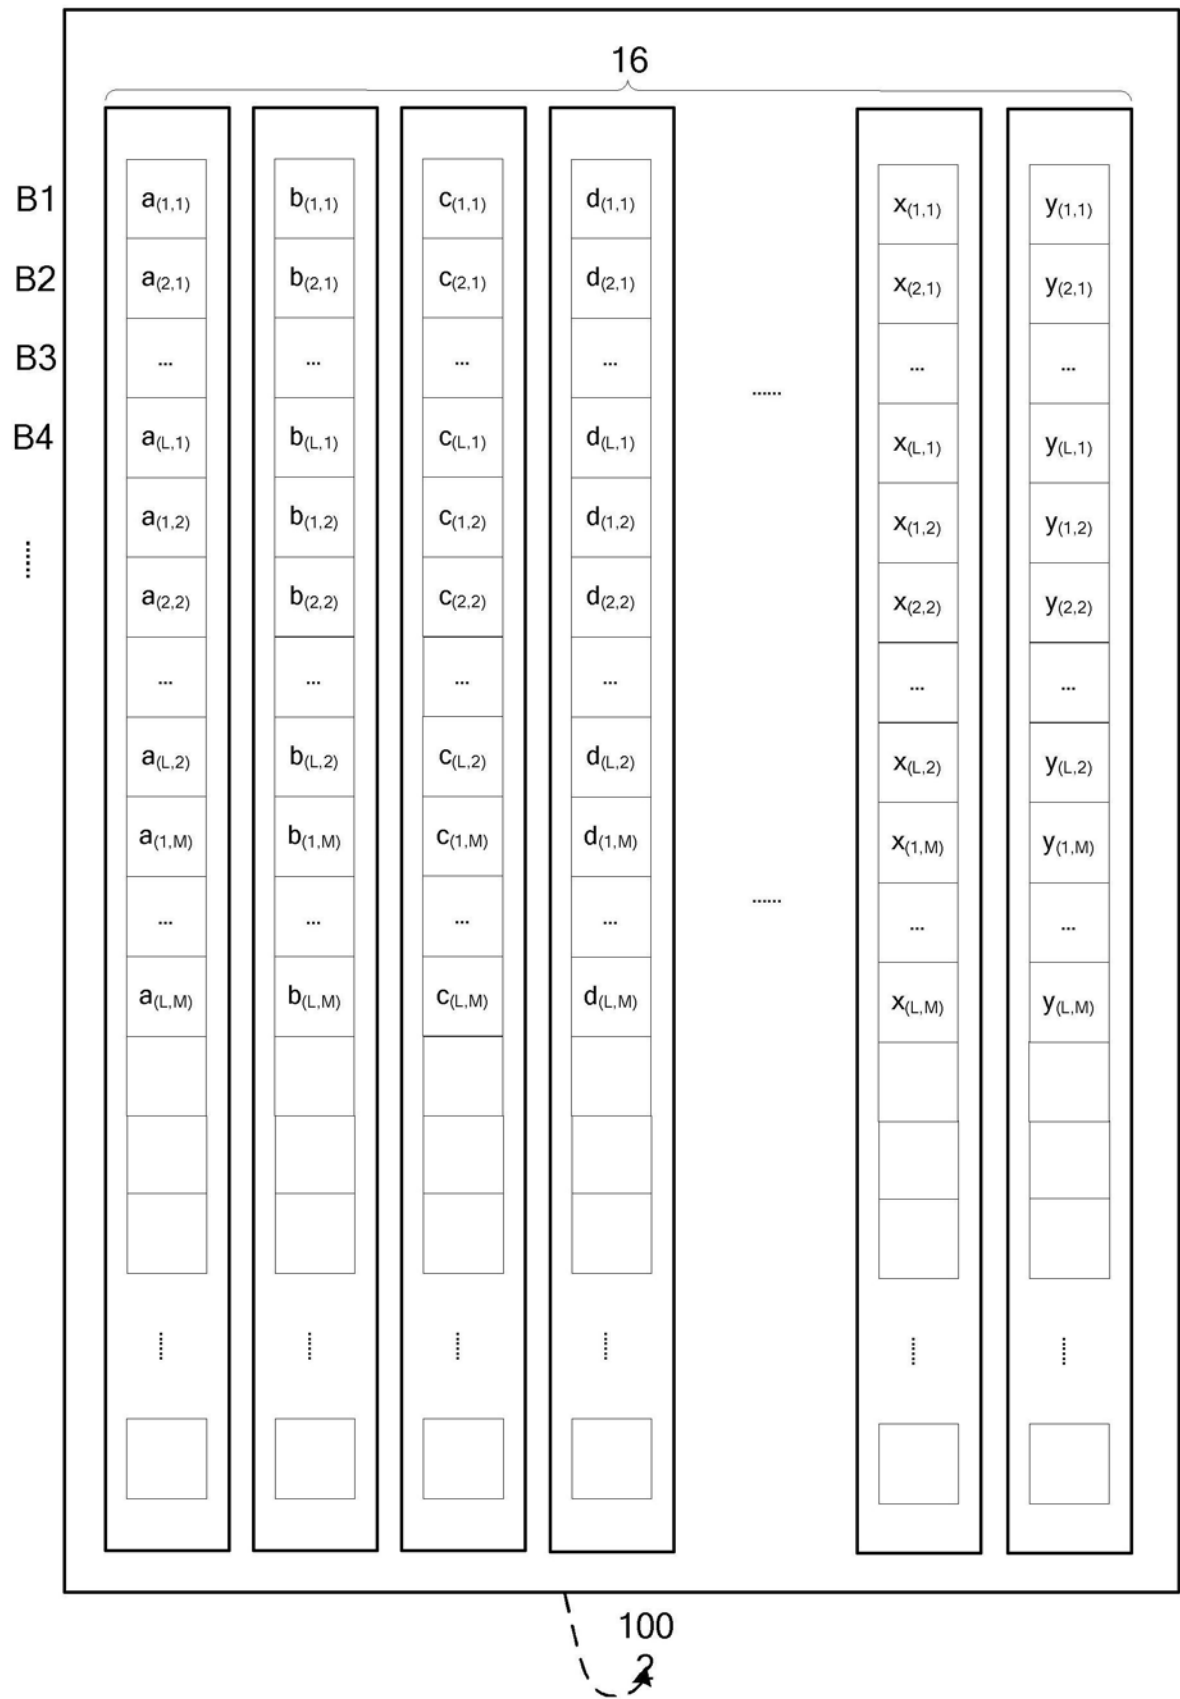 16
B1 a(1,1) b(1,1) c(1,1) d(1,1) x(1,1) y(1,1)
B2 a(2,1) b(2,1) c(2,1) d(2,1) x(2,1) y(2,1)
B3 ... ... ... ... ... ...
......
B4 a(L,1) b(L,1) c(L,1) d(L,1) x(L,1) y(L,1)
a(1,2) b(1,2) c(1,2) d(1,2) x(1,2) y(1,2)
......
a(2,2) b(2,2) c(2,2) d(2,2) x(2,2) y(2,2)
... ... ... ... ... ...
a(L,2) b(L,2) c(L,2) d(L,2) x(L,2) y(L,2)
a(1,M) b(1,M) c(1,M) d(1,M) x(1,M) y(1,M)
... ... ... ... ...... ... ...
a(L,M) b(L,M) c(L,M) d(L,M) x(L,M) y(L,M)
...... ...... ...... ...... ...... ......
100
2